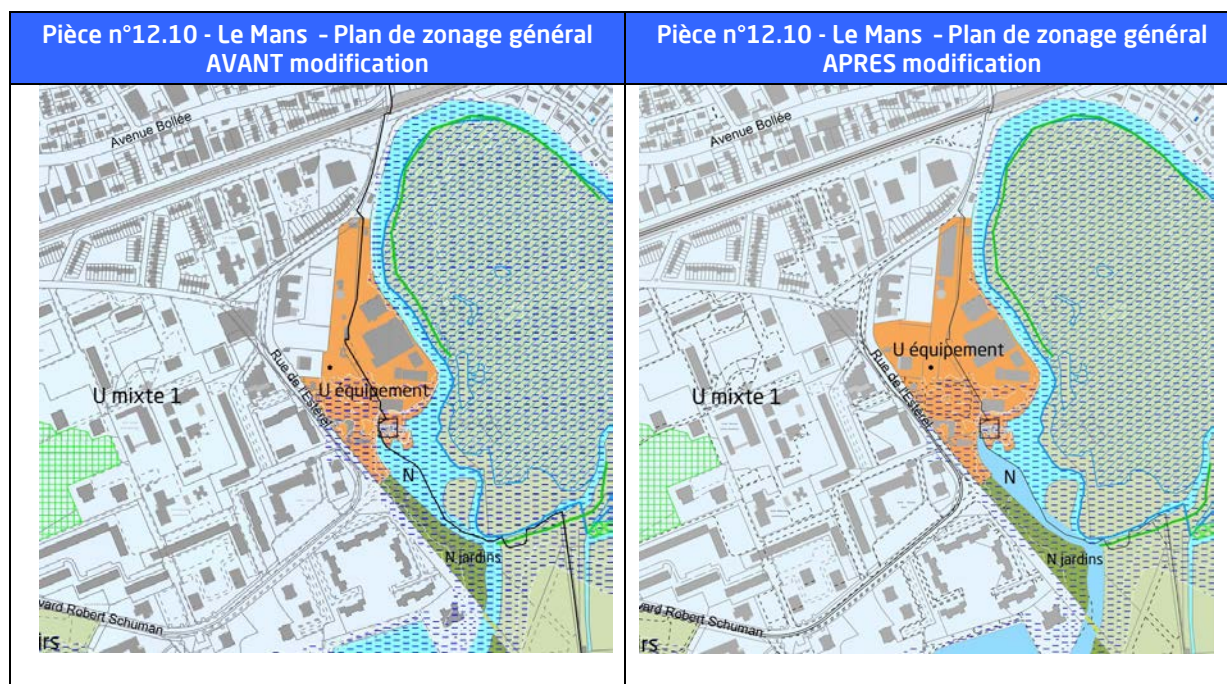 Pièce n°12.10 - Le Mans – Plan de zonage général
AVANT modification
Pièce n°12.10 - Le Mans – Plan de zonage général
APRES modification
Avenue Bollée
Rue de l'Estérel
U équipement
U mixte 1
N
N jardins
vard Robert Schuman
irs
Avenue Bollée
U équipement
Rue de l'Estérel
U mixte 1
N
N jardins
vard Robert Schuman
rs